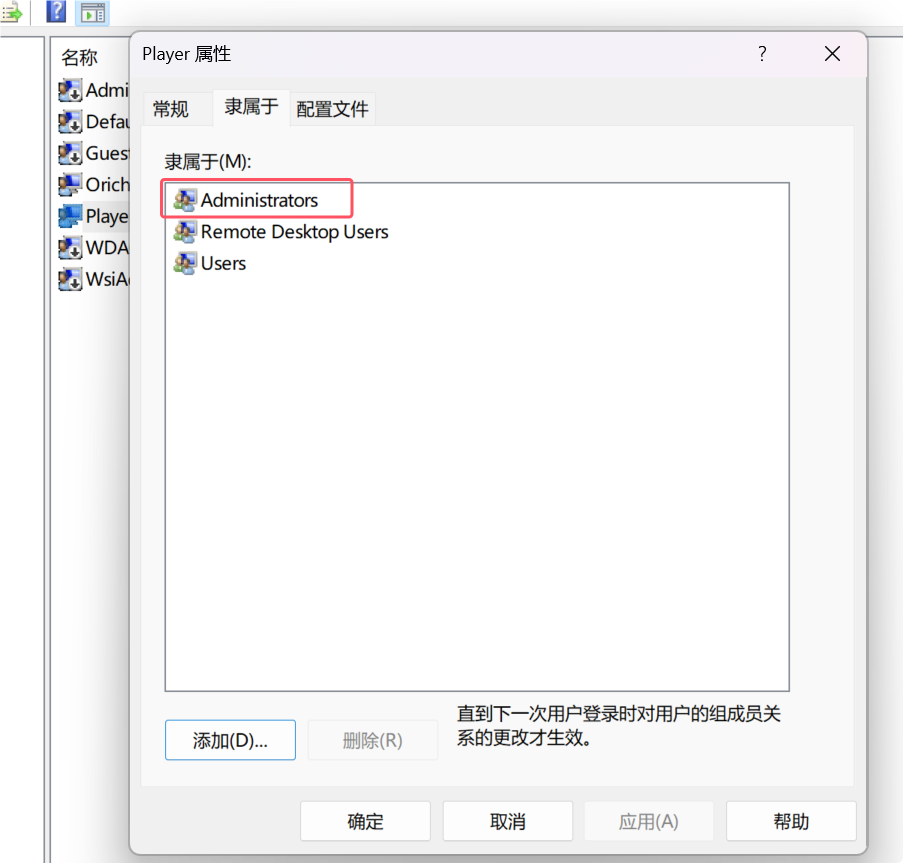 名称
Admi
Defau
Guest
Orich
Playe
WDA
WsiAc
Player 属性
?
常规
隶属于
配置文件
隶属于(M):
Administrators
Remote Desktop Users
Users
添加(D)...
删除(R)
直到下一次用户登录时对用户的组成员关
系的更改才生效。
确定
取消
应用(A)
帮助